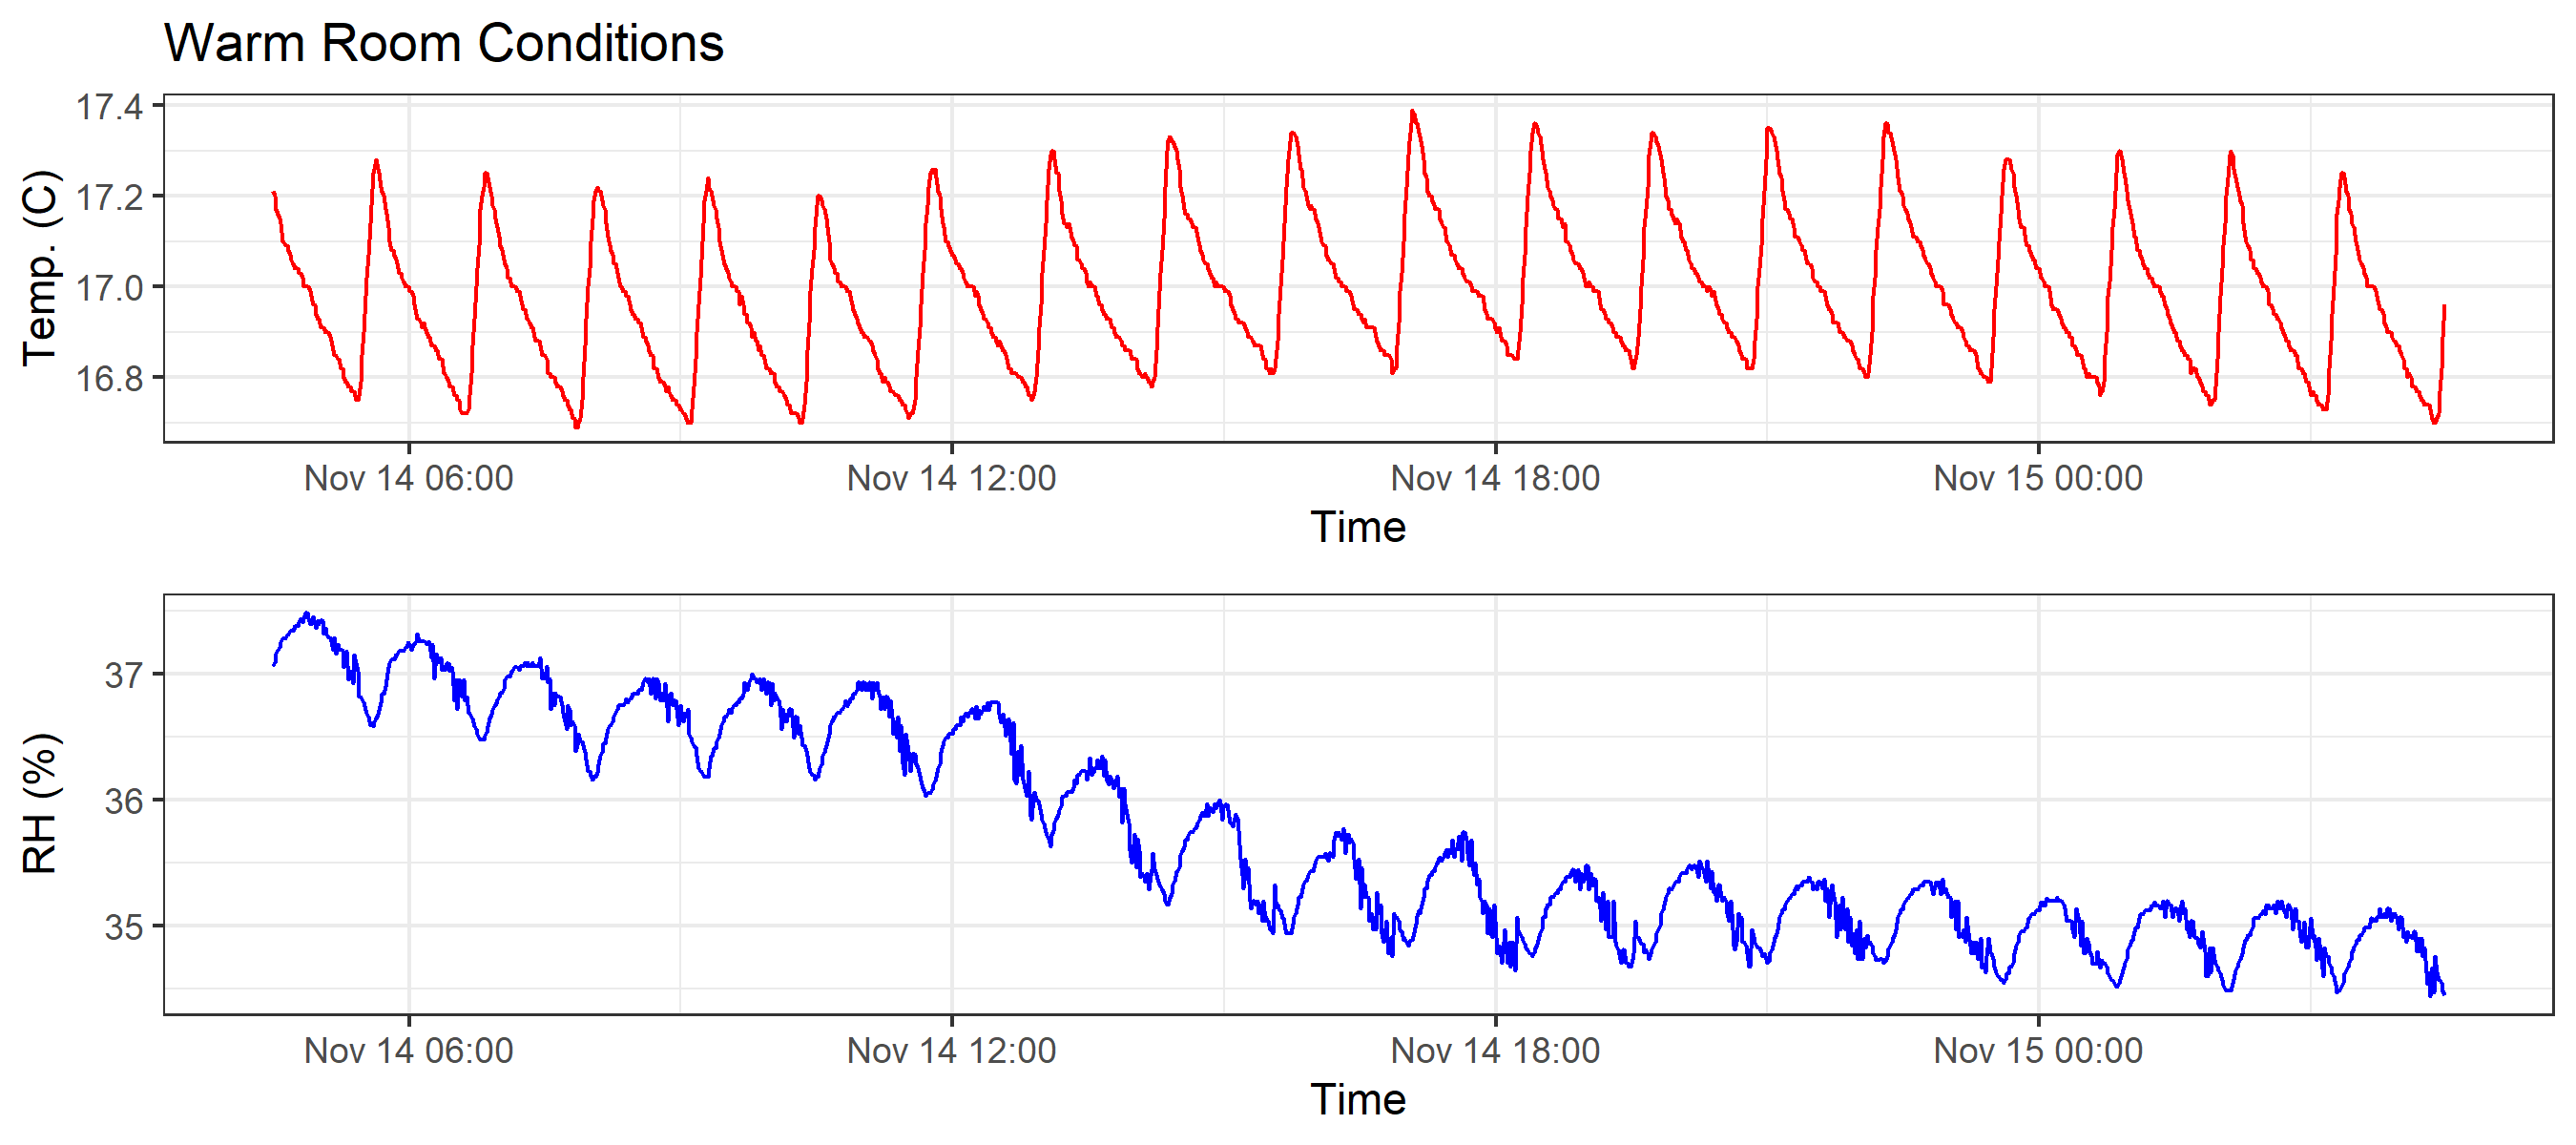 Warm Room Conditions
Temp. (C)
17.4
17.2
17.0
16.8
Nov 14 06:00 Nov 14 12:00 Nov 14 18:00 Nov 15 00:00
Time
RH (%)
37
36
35
Nov 14 06:00 Nov 14 12:00 Nov 14 18:00 Nov 15 00:00
Time